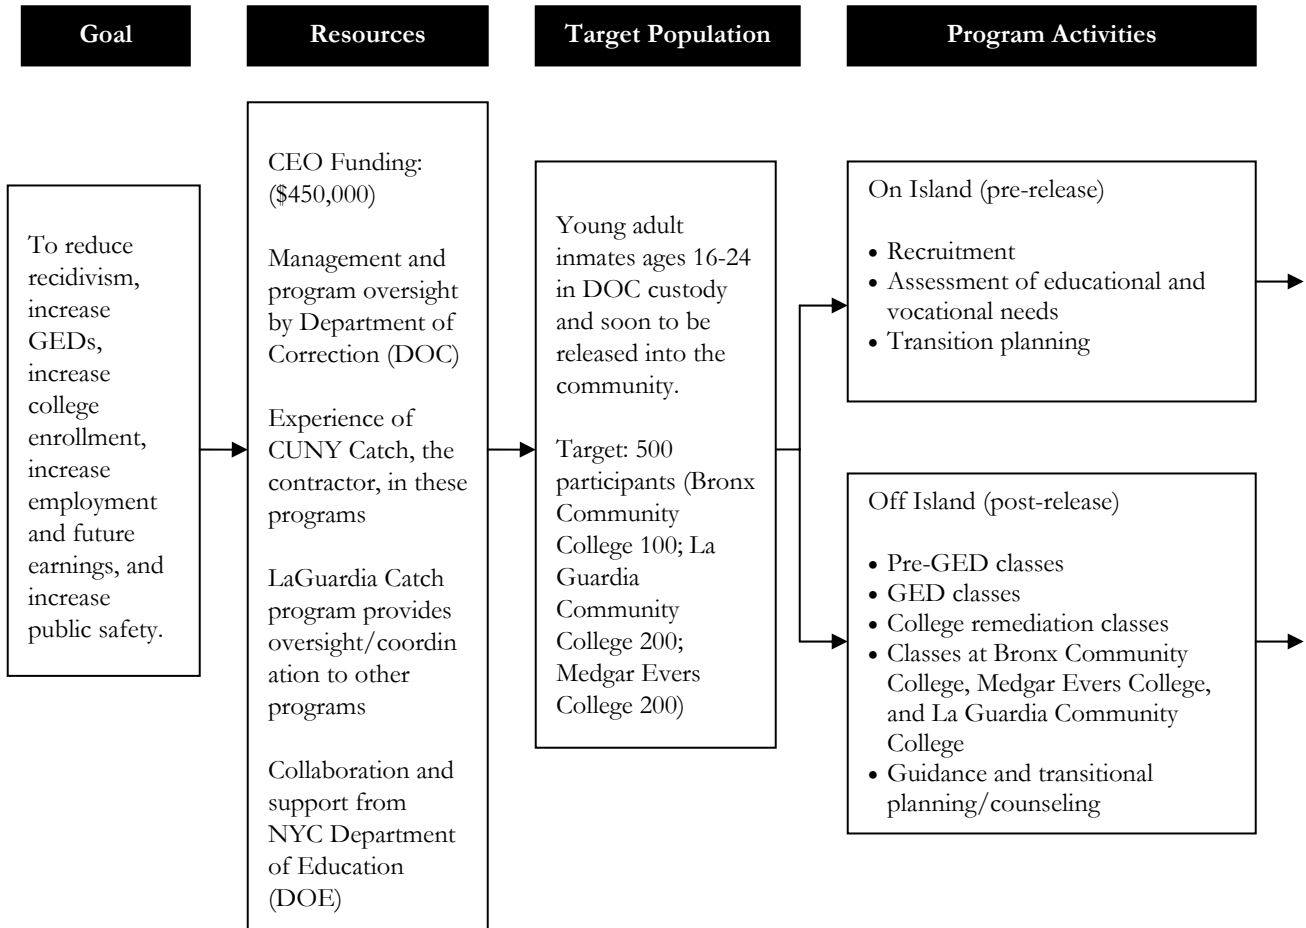 Goal
Resources
Target Population
Program Activities
To reduce
recidivism,
increase
GEDs,
increase
college
enrollment,
increase
employment
and future
earnings, and
increase
public safety.
CEO Funding:
($450,000)
Management and
program oversight
by Department of
Correction (DOC)
Experience of
CUNY Catch, the
contractor, in these
programs
LaGuardia Catch
program provides
oversight/coordin
ation to other
programs
Collaboration and
support from
NYC Department
of Education
(DOE)
Young adult
inmates ages 16-24
in DOC custody
and soon to be
released into the
community.
Target: 500
participants (Bronx
Community
College 100; La
Guardia
Community
College 200;
Medgar Evers
College 200)
On Island (pre-release)
• Recruitment
• Assessment of educational and
vocational needs
• Transition planning
Off Island (post-release)
• Pre-GED classes
• GED classes
• College remediation classes
• Classes at Bronx Community
College, Medgar Evers College,
and La Guardia Community
College
• Guidance and transitional
planning/counseling